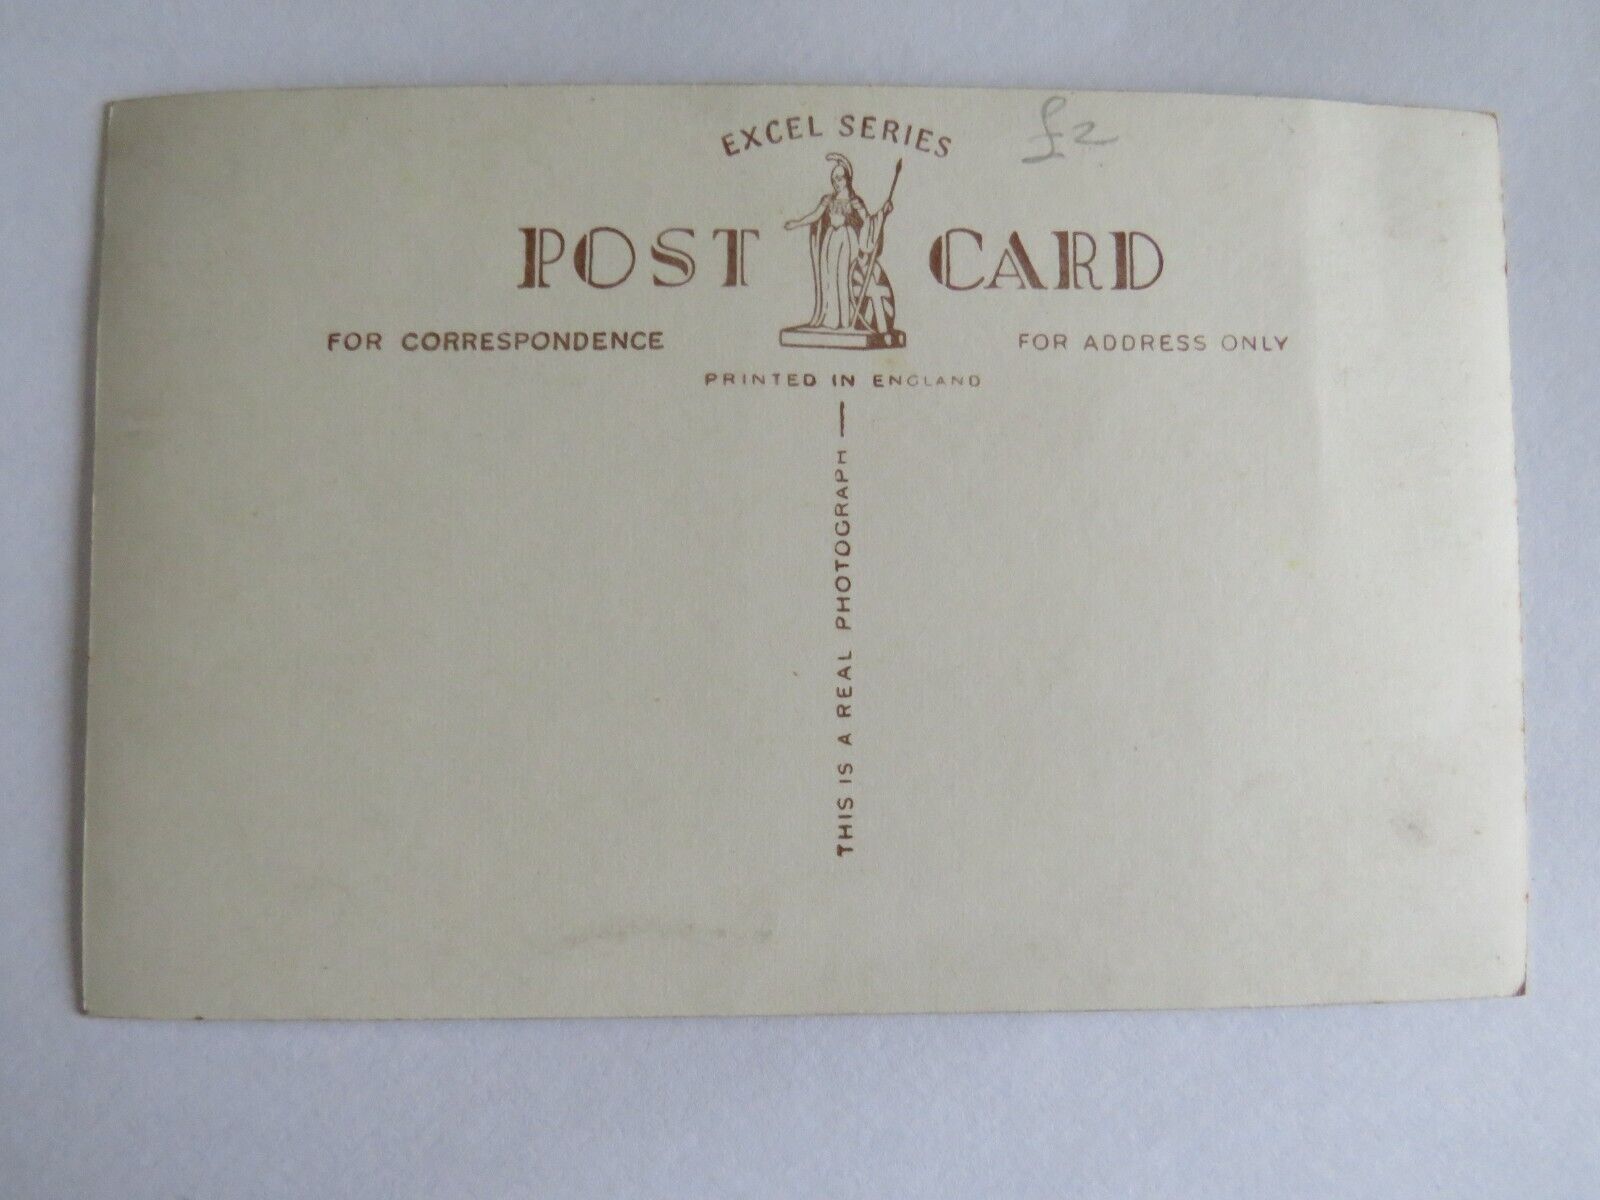 EXCEL SERIES
£2
POST CARD
FOR CORRESPONDENCE
FOR ADDRESS ONLY
PRINTED IN ENGLAND
THIS IS A REAL PHOTOGRAPH